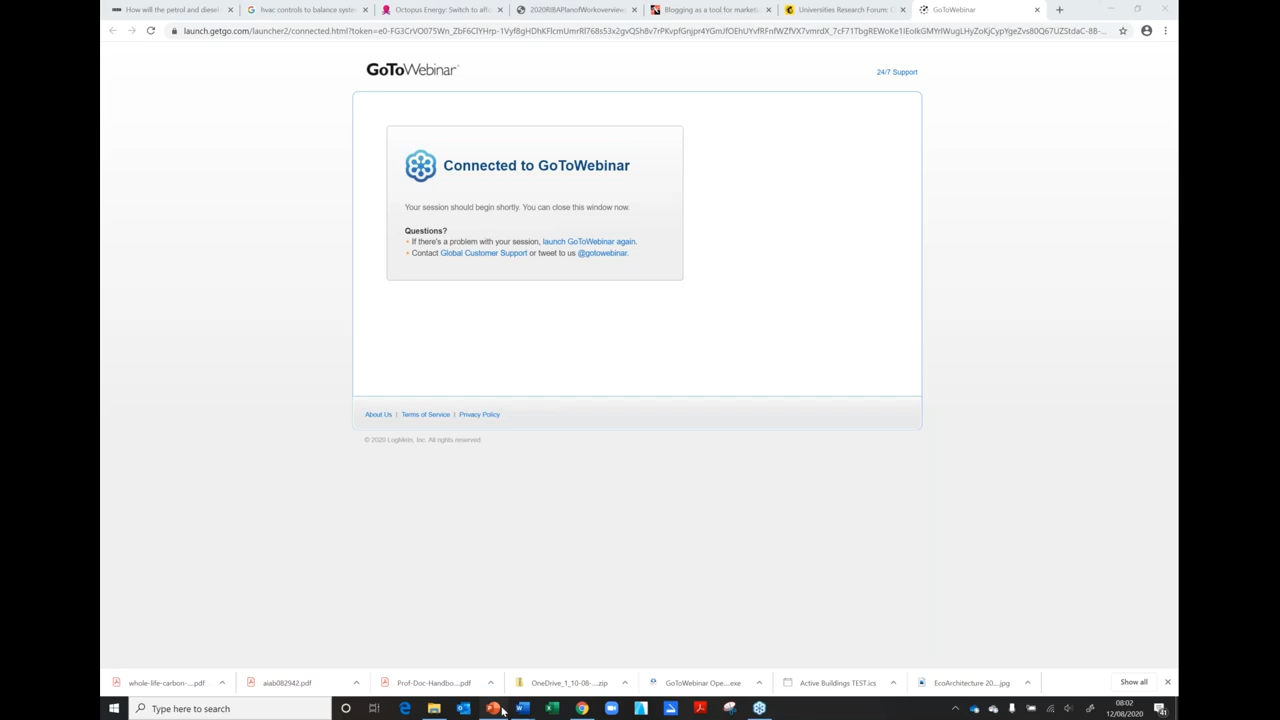 How will the petrol and diesel
hvac controls to balance system
Octopus Energy: Switch to affo
2020RIBAPlanofWorkoverview
Blogging as a tool for marketi
Universities Research Forum: U
GoToWebinar
GoToWebinar
24/7 Support
Connected to GoToWebinar
Your session should begin shortly. You can close this window now.
Questions?
• If there's a problem with your session, launch GoToWebinar again.
• Contact Global Customer Support or tweet to us @gotowebinar.
About Us | Terms of Service | Privacy Policy
© 2020 LogMeIn, Inc. All rights reserved
whole-life-carbon-....pdf
aiab082942.pdf
Prof-Doc-Handbo....pdf
OneDrive_1_10-08-....zip
GoToWebinar Ope....exe
Active Buildings TEST.ics
EcoArchitecture 20....jpg
Show all
Type here to search
08:02
12/08/2020
41